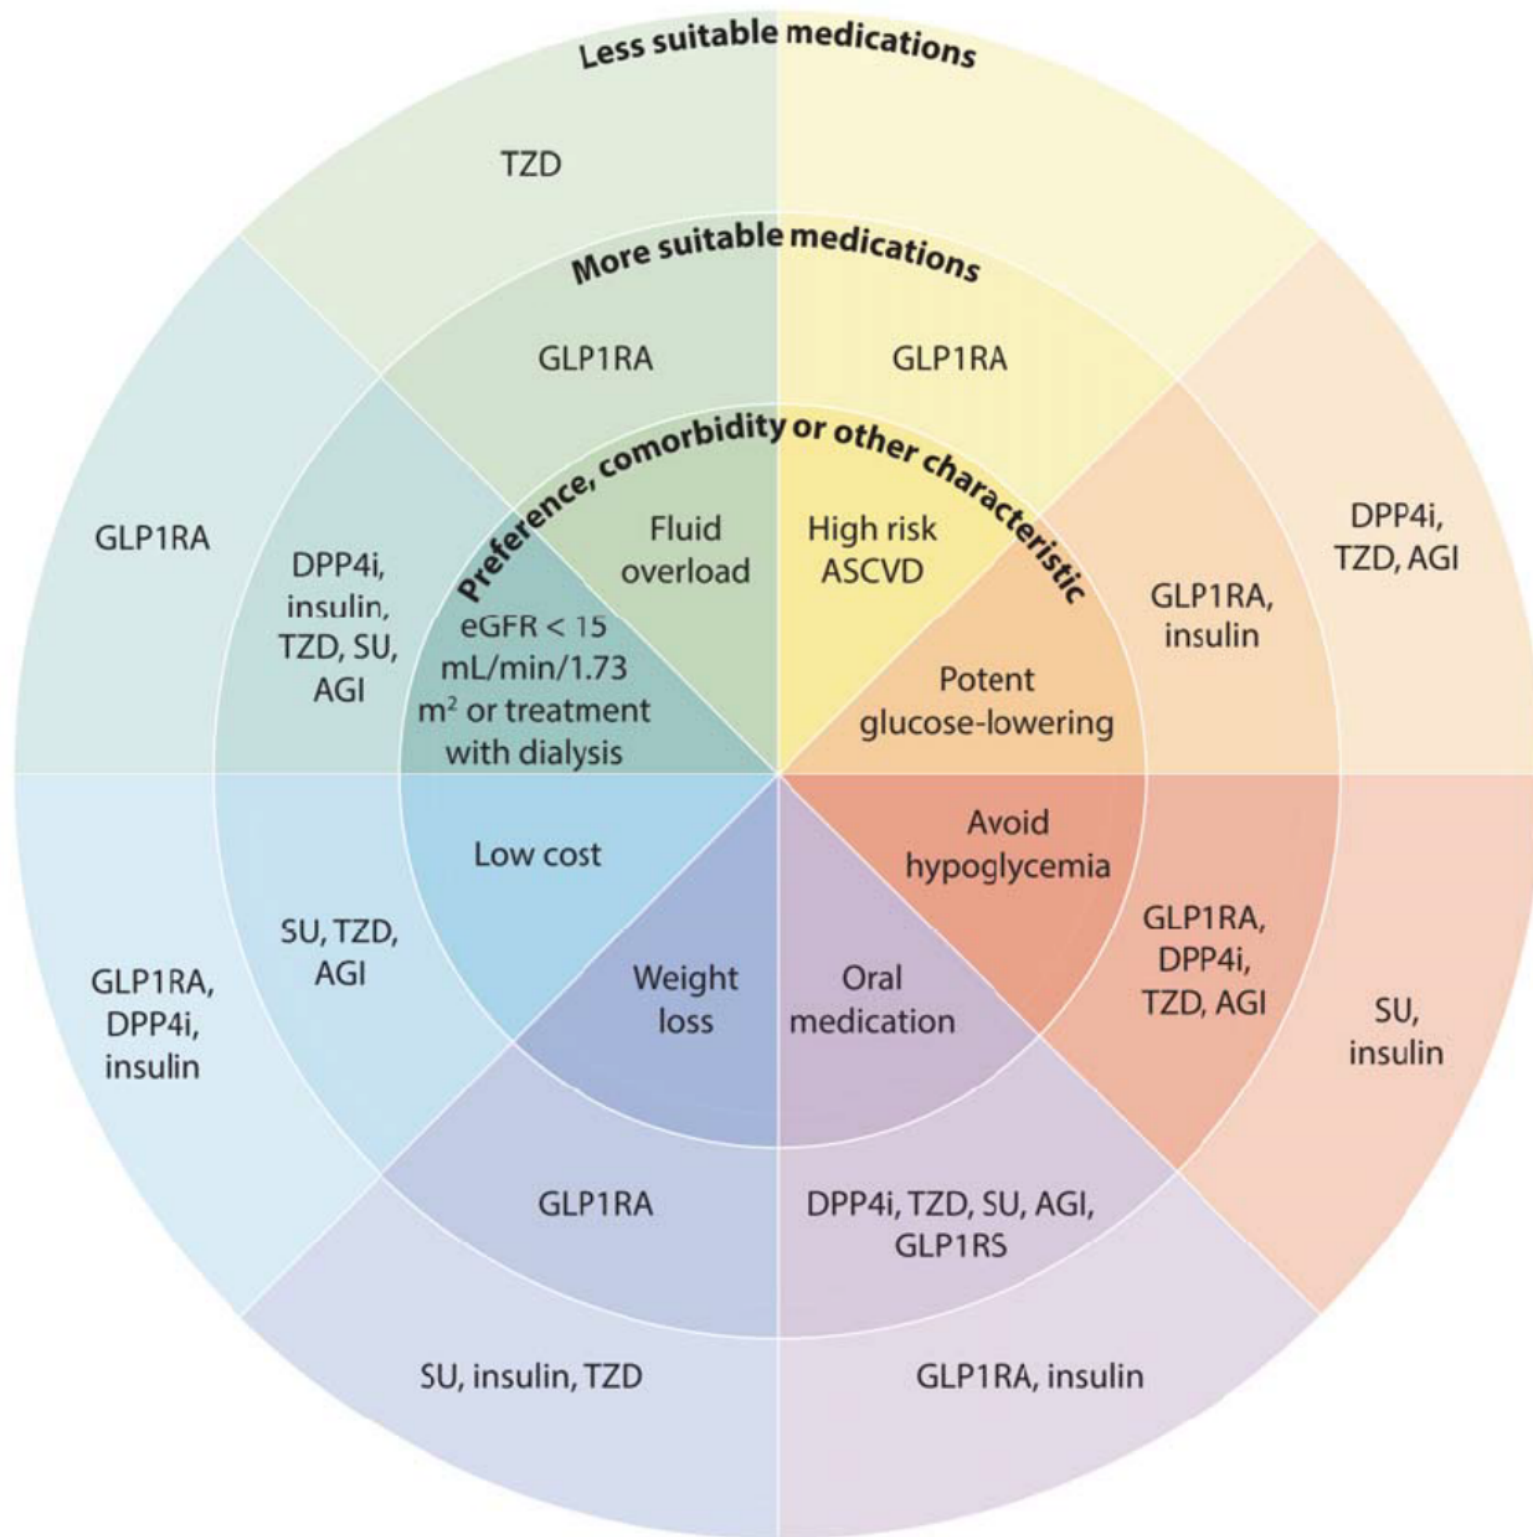 Less suitable medications
TZD
More suitable medications
GLP1RA
GLP1RA
Preference, comorbidity or other characteristic
Fluid
overload
High risk
ASCVD
GLP1RA
DPP4i,
insulin,
TZD, SU,
AGI
eGFR < 15
mL/min/1.73
m² or treatment
with dialysis
Potent
glucose-lowering
GLP1RA,
insulin
DPP4i,
TZD, AGI
Low cost
SU, TZD,
AGI
GLP1RA,
DPP4i,
insulin
Avoid
hypoglycemia
GLP1RA,
DPP4i,
TZD, AGI
SU,
insulin
Weight
loss
Oral
medication
GLP1RA
DPP4i, TZD, SU, AGI,
GLP1RS
SU, insulin, TZD
GLP1RA, insulin